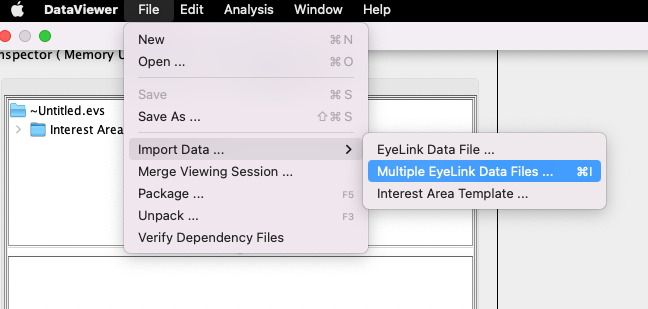 DataViewer File Edit Analysis Window Help
nspector ( Memory U
~Untitled.evs
Interest Area
New ⌘ N
Open ... ⌘ O
Save ⌘ S
Save As ... ⇧ ⌘ S
Import Data ...
Merge Viewing Session ...
Package ... F5
Unpack ... F3
Verify Dependency Files
EyeLink Data File ...
Multiple EyeLink Data Files ... ⌘I
Interest Area Template ...